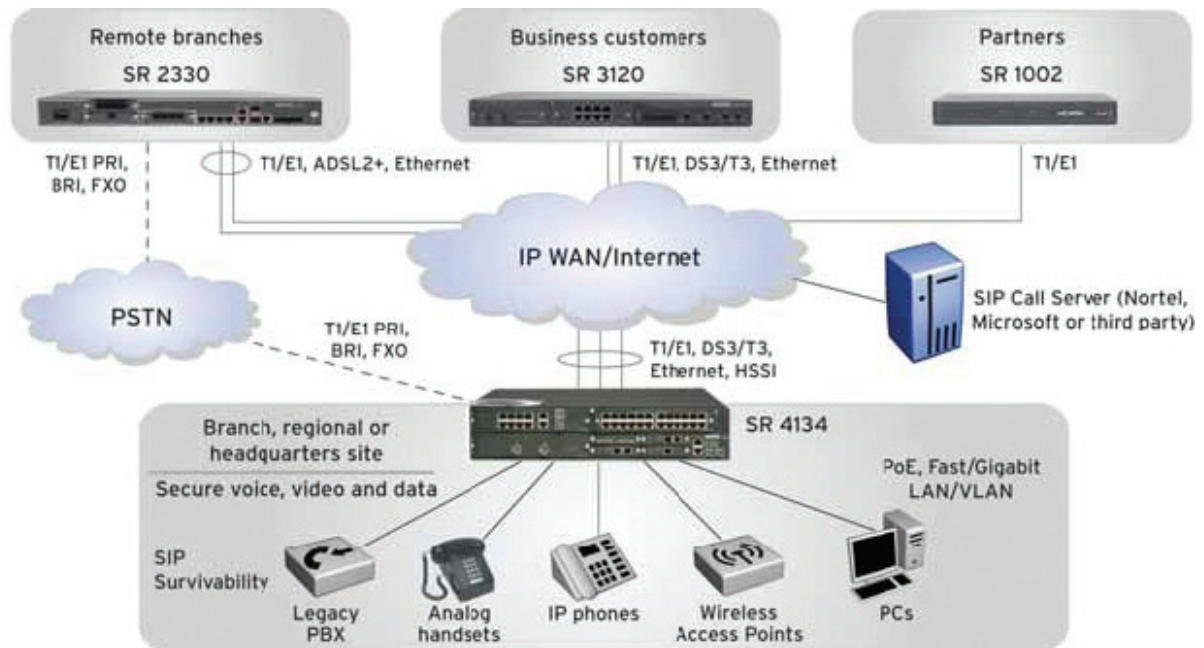 Remote branches
SR 2330
Business customers
SR 3120
Partners
SR 1002
T1/E1 PRI,
BRI, FXO
T1/E1, ADSL2+, Ethernet
T1/E1, DS3/T3, Ethernet
T1/E1
IP WAN/Internet
PSTN
SIP Call Server (Nortel,
Microsoft or third party)
T1/E1 PRI,
BRI, FXO
T1/E1, DS3/T3,
Ethernet, HSSI
SR 4134
Branch, regional or
headquarters site
Secure voice, video and data
PoE, Fast/Gigabit
LAN/VLAN
SIP
Survivability
Legacy
PBX
Analog
handsets
IP phones
Wireless
Access Points
PCs